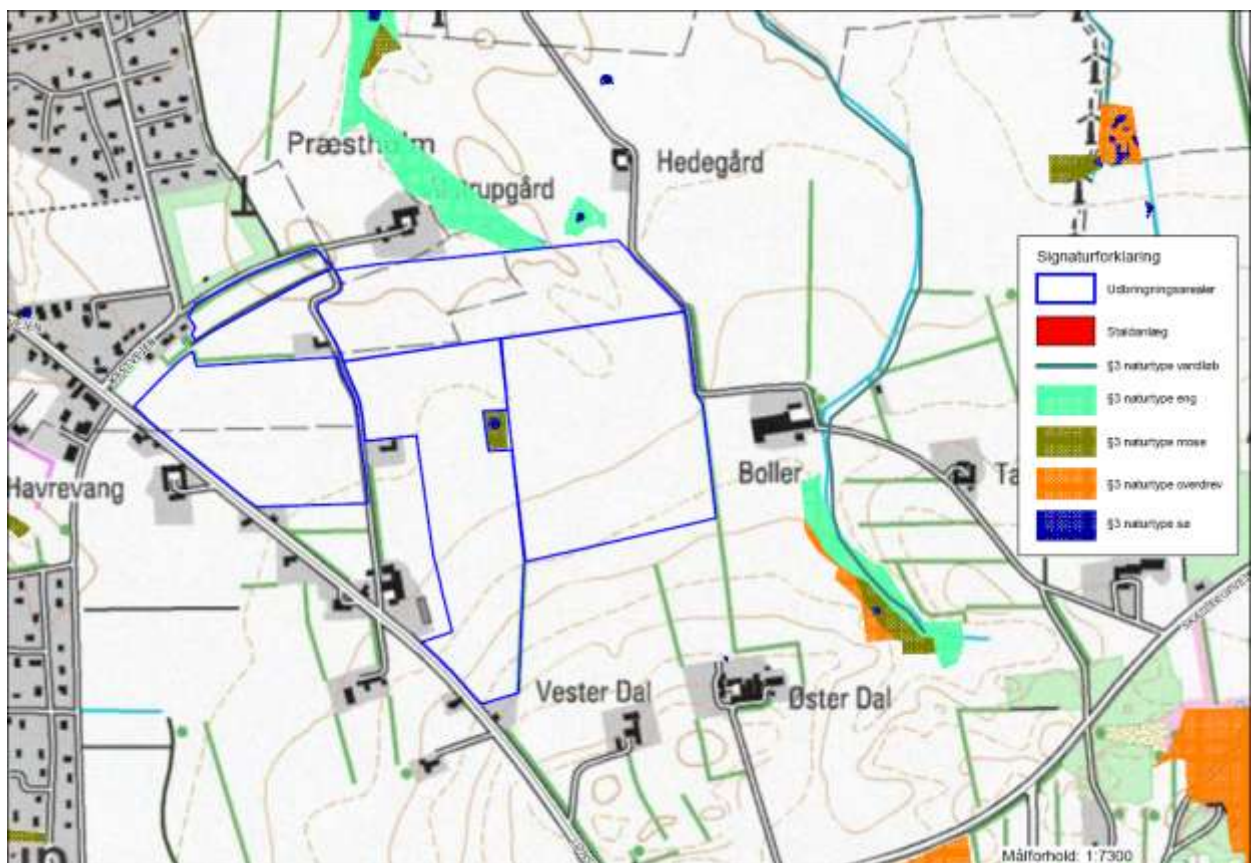 Præstholm
Alstrupgård
Hedegård
Signaturforklaring
Udbringningsarealer
Staldanlæg
§3 naturtype vandløb
§3 naturtype eng
§3 naturtype mose
§3 naturtype overdrev
§3 naturtype sø
Havrevang
Boller
Ta
Vester Dal
Øster Dal
Målforhold: 1:7300